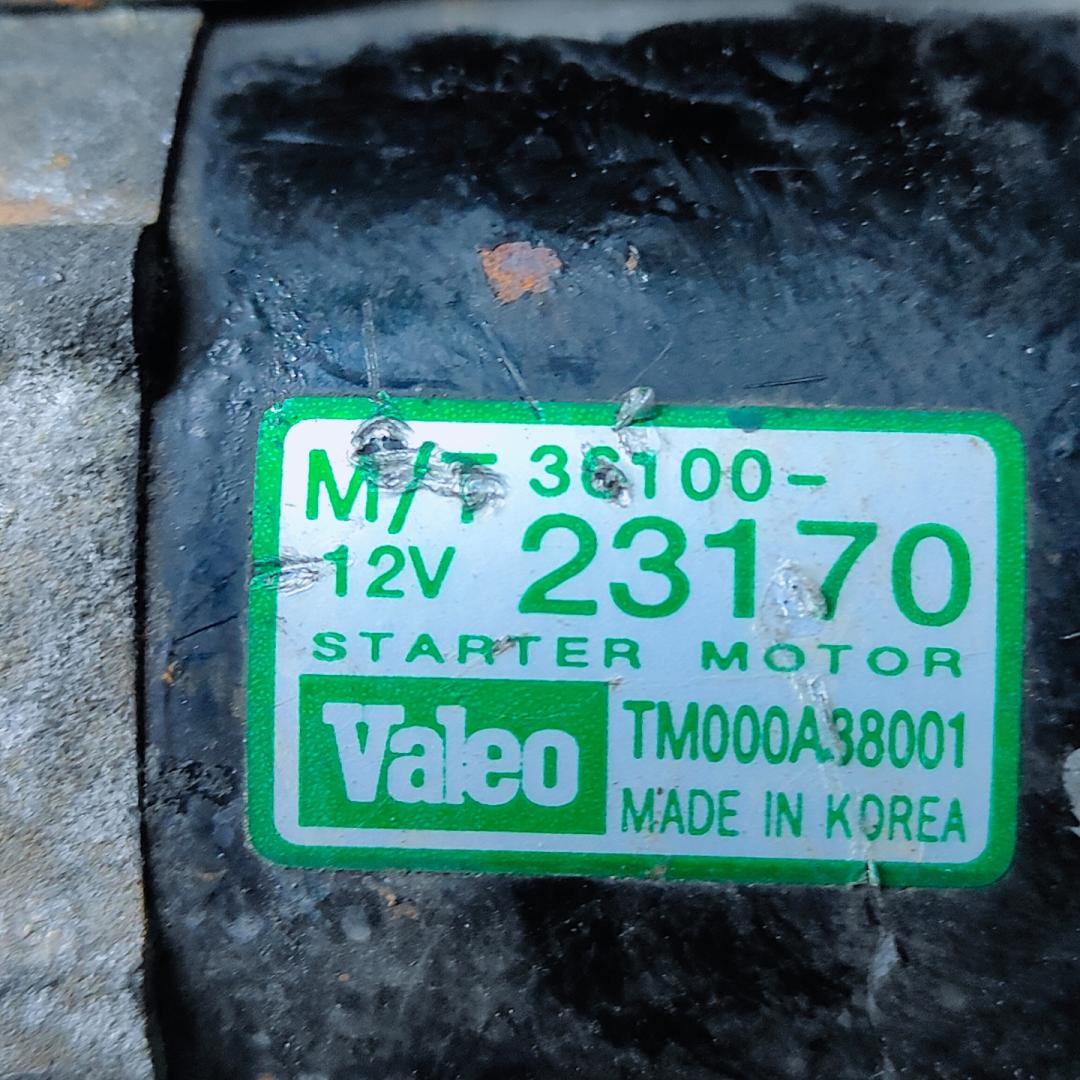 M/T 36100-
12V 23170
STARTER MOTOR
Valeo TM000A38001
MADE IN KOREA